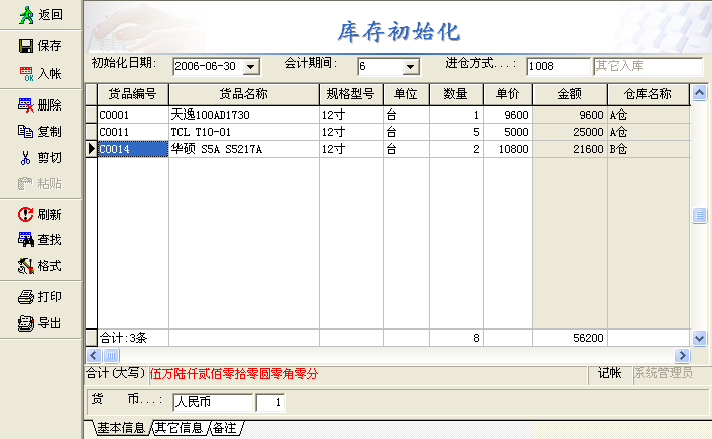 返回
保存
入帐
删除
复制
剪切
粘贴
刷新
查找
格式
打印
导出
库存初始化
初始化日期: 2006-06-30 会计期间: 6 进仓方式...: 1008 其它入库
货品编号 货品名称 规格型号 单位 数量 单价 金额 仓库名称
C0001 天逸100AD1730 12寸 台 1 9600 9600 A仓
C0011 TCL T10-01 12寸 台 5 5000 25000 A仓
C0014 华硕 S5A S5217A 12寸 台 2 10800 21600 B仓
合计:3条 8 56200
合计(大写) 伍万陆仟贰佰零拾零圆零角零分 记帐 系统管理员
货 币...: 人民币 1
基本信息 其它信息 备注